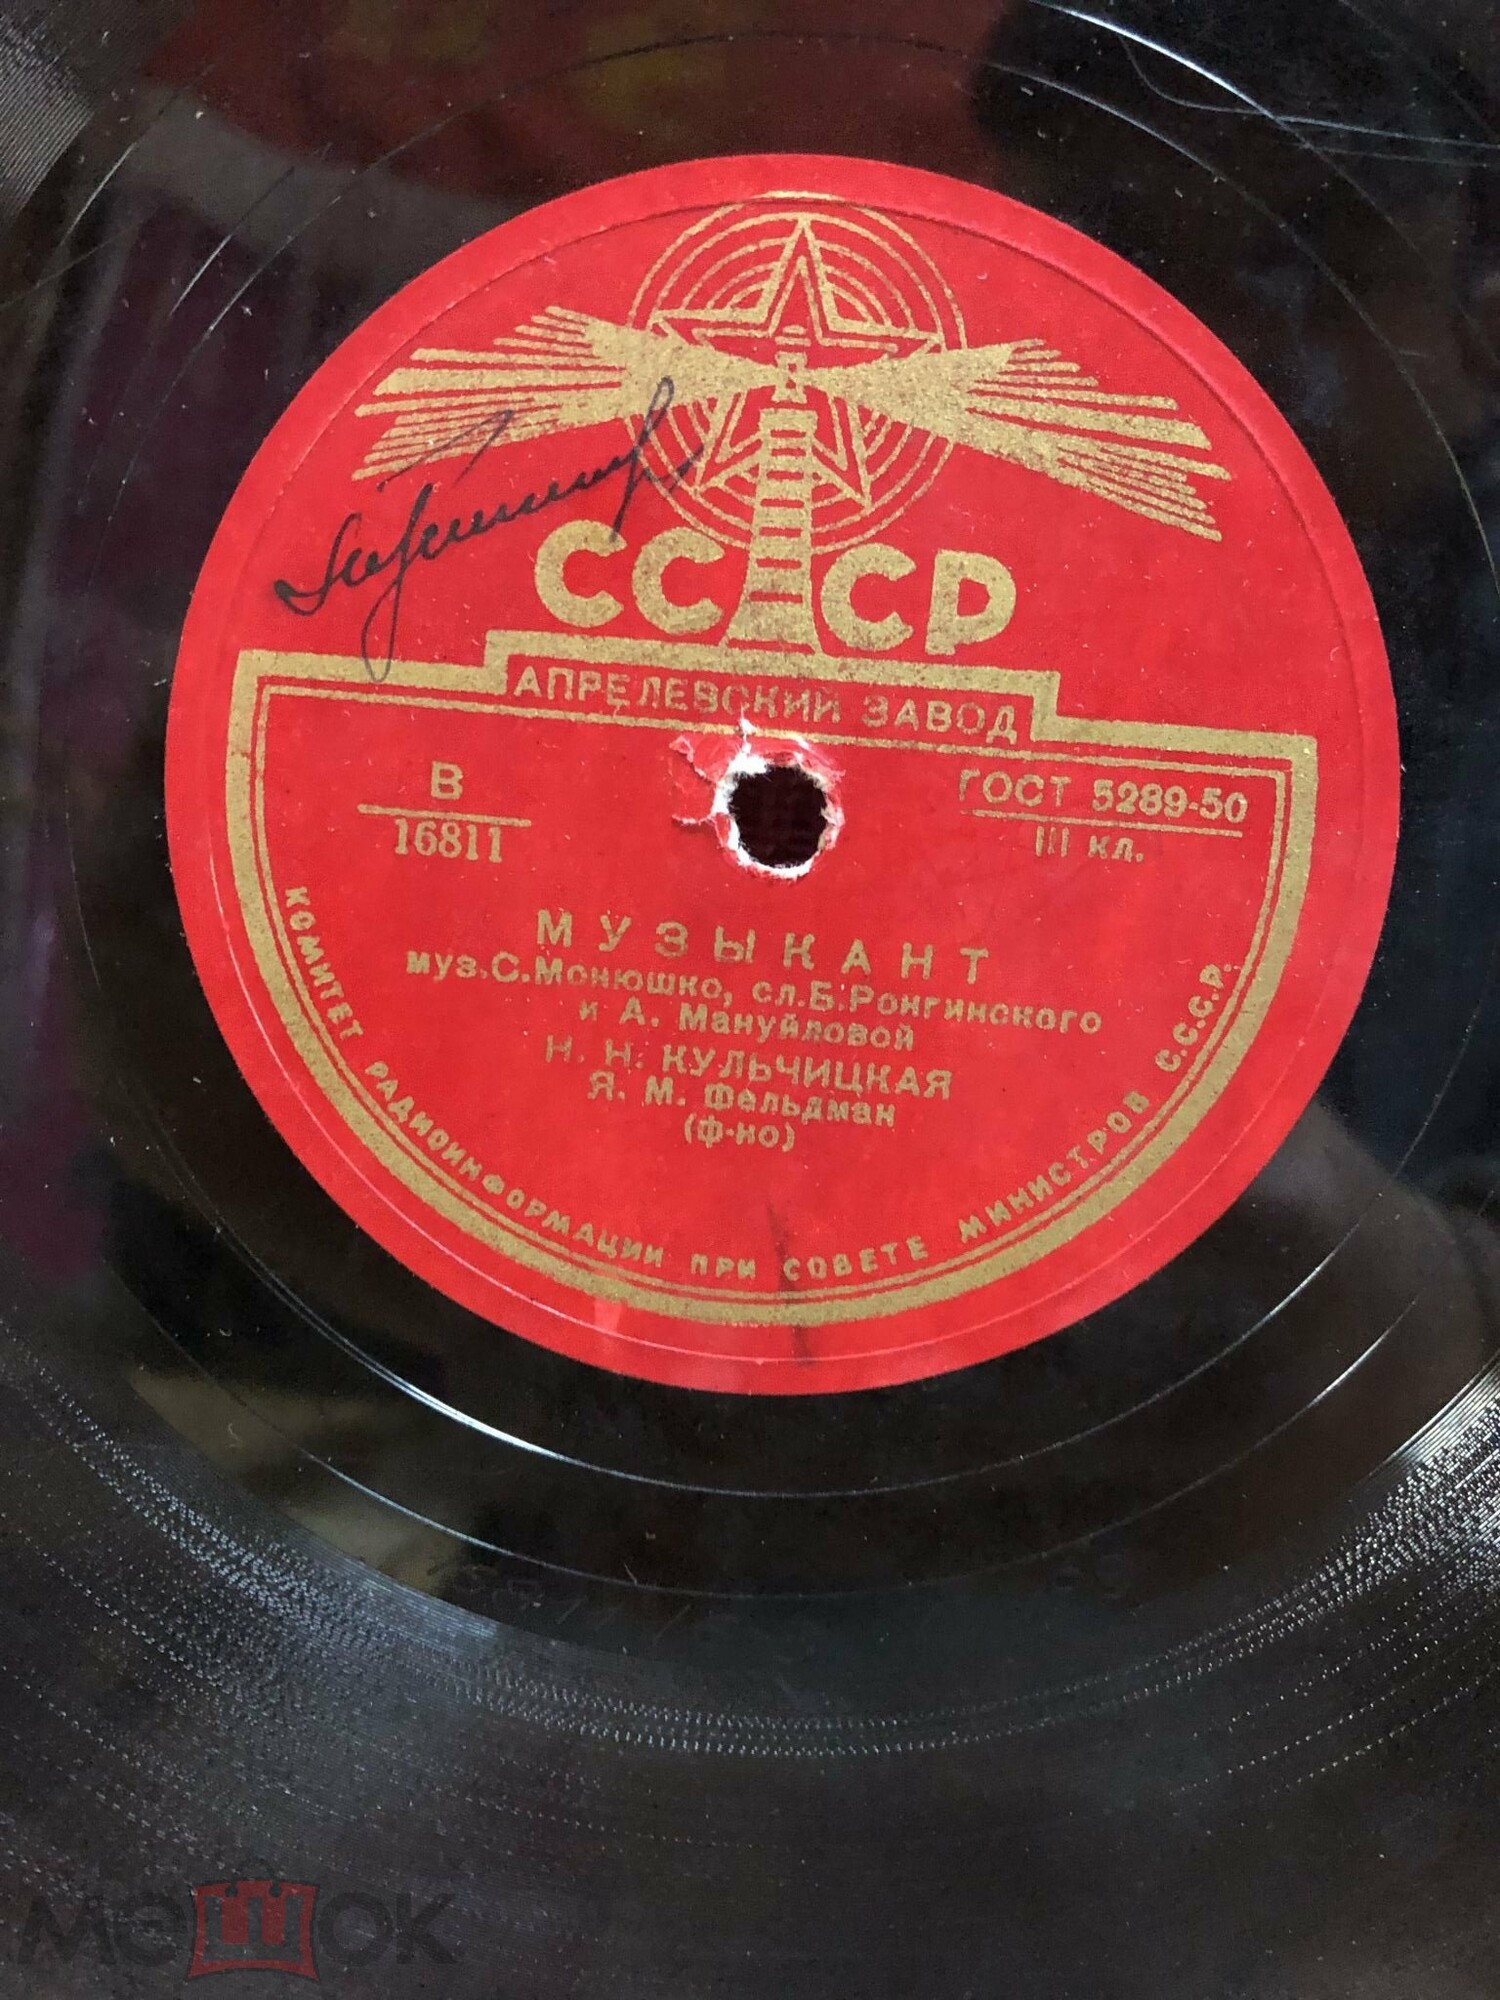 СССР
АПРЕЛЕВСКИЙ ЗАВОД
В
16811
ГОСТ 5289-50
III кл.
МУЗЫКАНТ
муз. С. Монюшко, сл. Б. Ронгинского
и А. Мануйловой
Н. Н. КУЛЬЧИЦКАЯ
Я. М. Фельдман
(ф-но)
КОМИТЕТ РАДИОИНФОРМАЦИИ ПРИ СОВЕТЕ МИНИСТРОВ С.С.С.Р.
МЭШОК